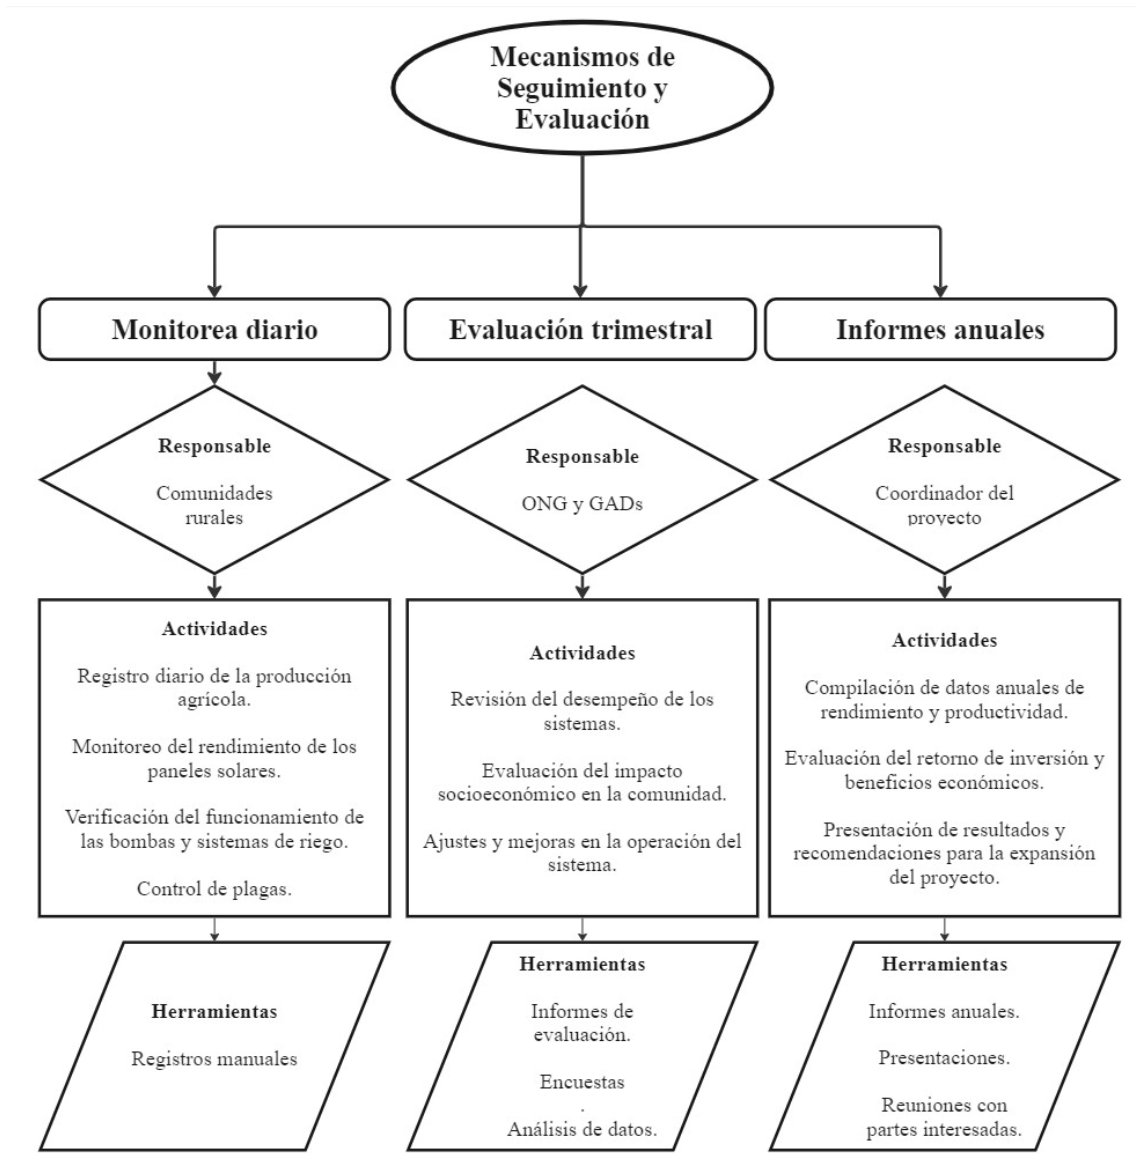 Mecanismos de
Seguimiento y
Evaluación
Monitorea diario
Responsable
Comunidades
rurales
Actividades
Registro diario de la producción
agrícola.
Monitoreo del rendimiento de los
paneles solares.
Verificación del funcionamiento de
las bombas y sistemas de riego.
Control de plagas.
Herramientas
Registros manuales
Evaluación trimestral
Responsable
ONG y GADs
Actividades
Revisión del desempeño de los
sistemas.
Evaluación del impacto
socioeconómico en la comunidad.
Ajustes y mejoras en la operación del
sistema.
Herramientas
Informes de
evaluación.
Encuestas
.
Análisis de datos.
Informes anuales
Responsable
Coordinador del
proyecto
Actividades
Compilación de datos anuales de
rendimiento y productividad.
Evaluación del retorno de inversión y
beneficios económicos.
Presentación de resultados y
recomendaciones para la expansión
del proyecto.
Herramientas
Informes anuales.
Presentaciones.
Reuniones con
partes interesadas.